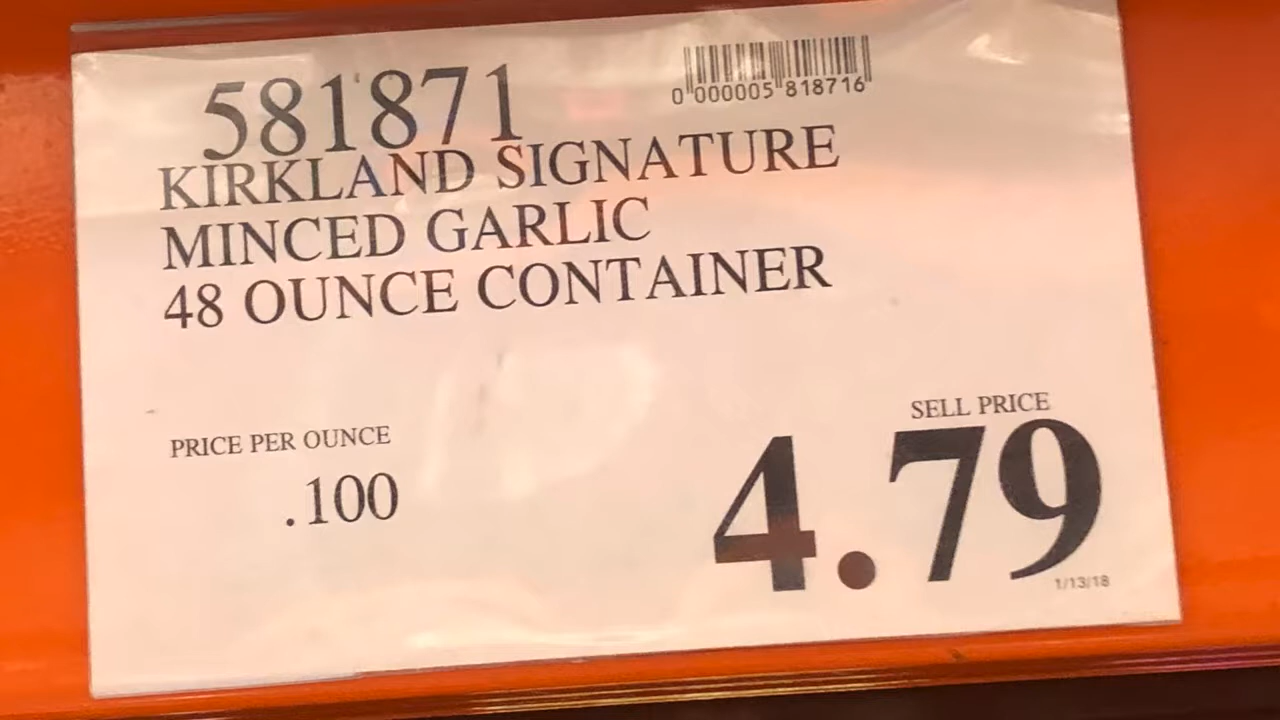 581871
0 000005 818716
KIRKLAND SIGNATURE
MINCED GARLIC
48 OUNCE CONTAINER
PRICE PER OUNCE
.100
SELL PRICE
4.79
1/13/18